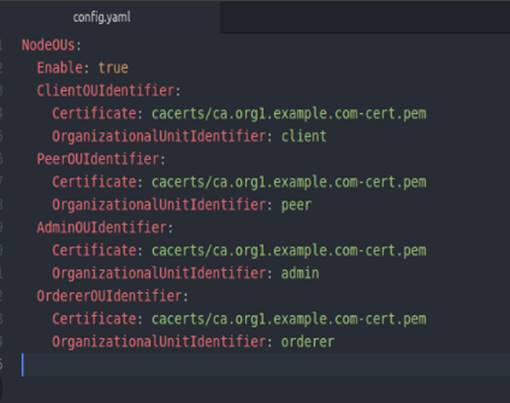 config.yaml
NodeOUs:
  Enable: true
  ClientOUIdentifier:
    Certificate: cacerts/ca.org1.example.com-cert.pem
    OrganizationalUnitIdentifier: client
  PeerOUIdentifier:
    Certificate: cacerts/ca.org1.example.com-cert.pem
    OrganizationalUnitIdentifier: peer
  AdminOUIdentifier:
    Certificate: cacerts/ca.org1.example.com-cert.pem
    OrganizationalUnitIdentifier: admin
  OrdererOUIdentifier:
    Certificate: cacerts/ca.org1.example.com-cert.pem
    OrganizationalUnitIdentifier: orderer